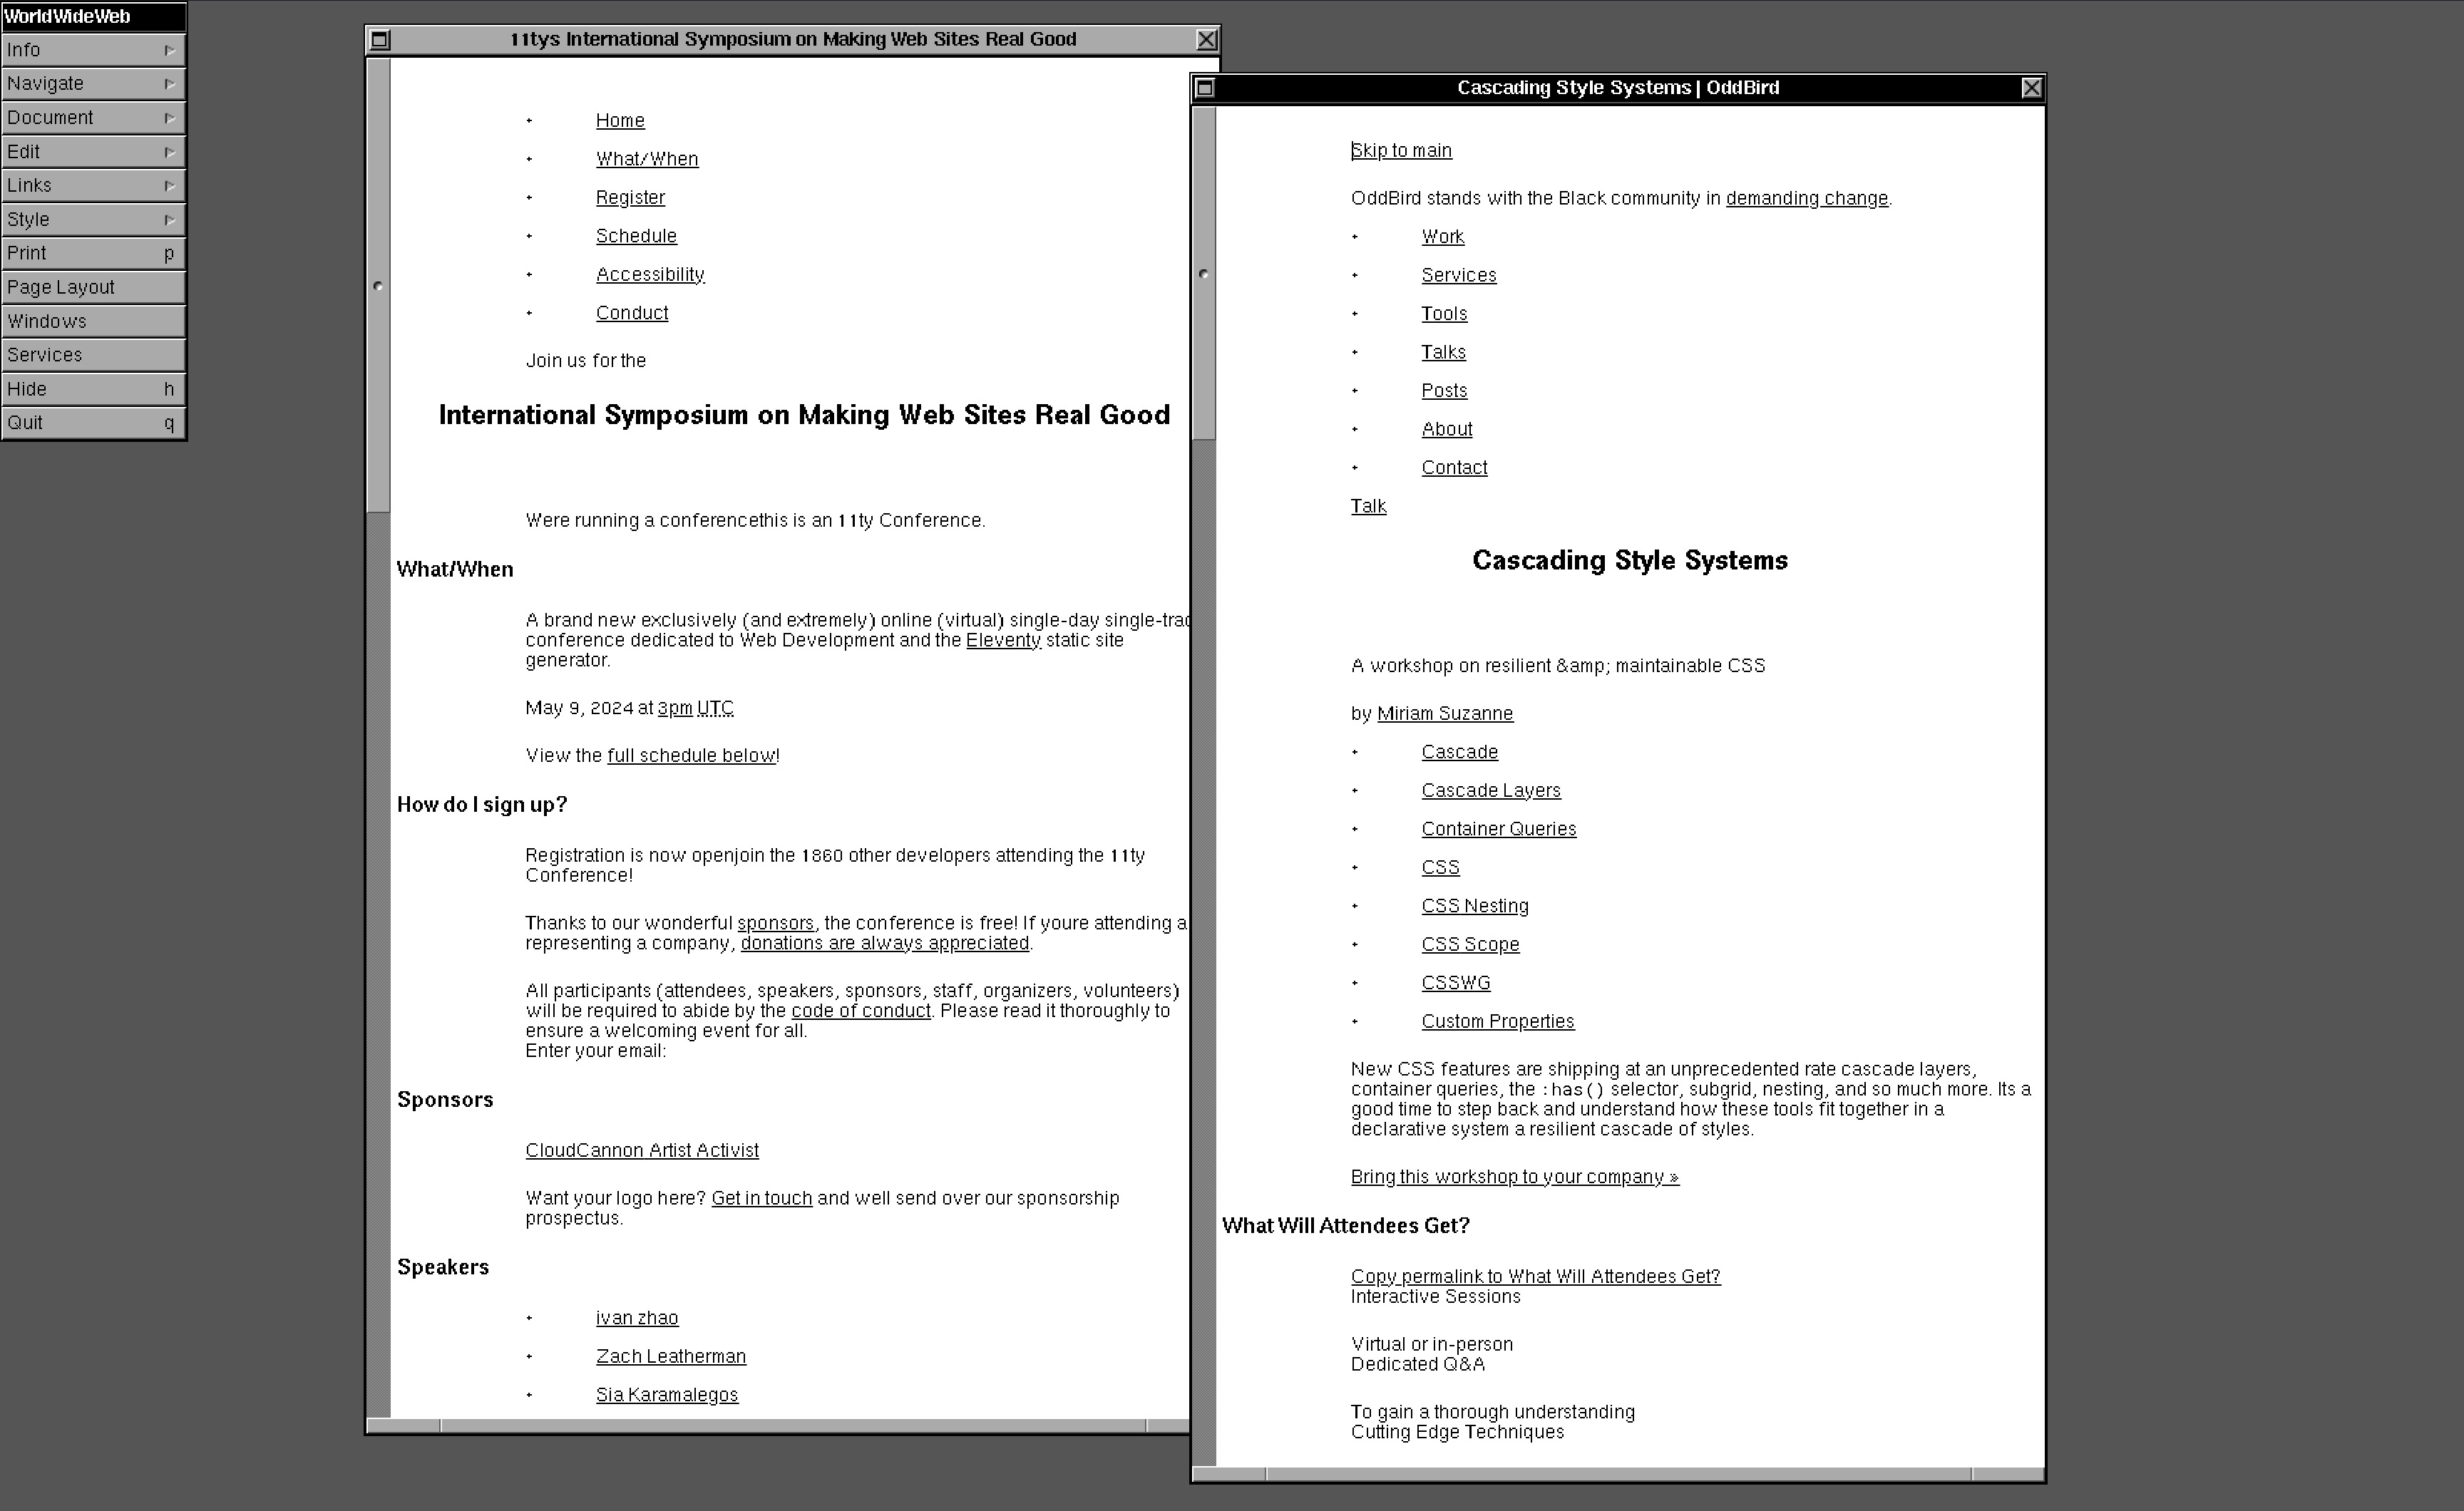 WorldWideWeb
Info
Navigate
Document
Edit
Links
Style
Print p
Page Layout
Windows
Services
Hide h
Quit q
11tys International Symposium on Making Web Sites Real Good
Home
What/When
Register
Schedule
Accessibility
Conduct
Join us for the
International Symposium on Making Web Sites Real Good
Were running a conferencethis is an 11ty Conference.
What/When
A brand new exclusively (and extremely) online (virtual) single-day
conference dedicated to Web Development and the Eleventy static site
generator.
May 9, 2024 at 3pm UTC
View the full schedule below!
How do I sign up?
Registration is now openjoin the 1860 other developers attending the 11ty
Conference!
Thanks to our wonderful sponsors, the conference is free! If youre attending
representing a company, donations are always appreciated.
All participants (attendees, speakers, sponsors, staff, organizers, volunteers)
will be required to abide by the code of conduct. Please read it thoroughly to
ensure a welcoming event for all.
Enter your email:
Sponsors
CloudCannon Artist Activist
Want your logo here? Get in touch and well send over our sponsorship
prospectus.
Speakers
ivan zhao
Zach Leatherman
Sia Karamalegos
Cascading Style Systems | OddBird
Skip to main
OddBird stands with the Black community in demanding change.
Work
Services
Tools
Talks
Posts
About
Contact
Talk
Cascading Style Systems
A workshop on resilient &amp; maintainable CSS
by Miriam Suzanne
Cascade
Cascade Layers
Container Queries
CSS
CSS Nesting
CSS Scope
CSSWG
Custom Properties
New CSS features are shipping at an unprecedented rate cascade layers,
container queries, the :has() selector, subgrid, nesting, and so much more. Its a
good time to step back and understand how these tools fit together in a
declarative system a resilient cascade of styles.
Bring this workshop to your company »
What Will Attendees Get?
Copy permalink to What Will Attendees Get?
Interactive Sessions
Virtual or in-person
Dedicated Q&A
To gain a thorough understanding
Cutting Edge Techniques